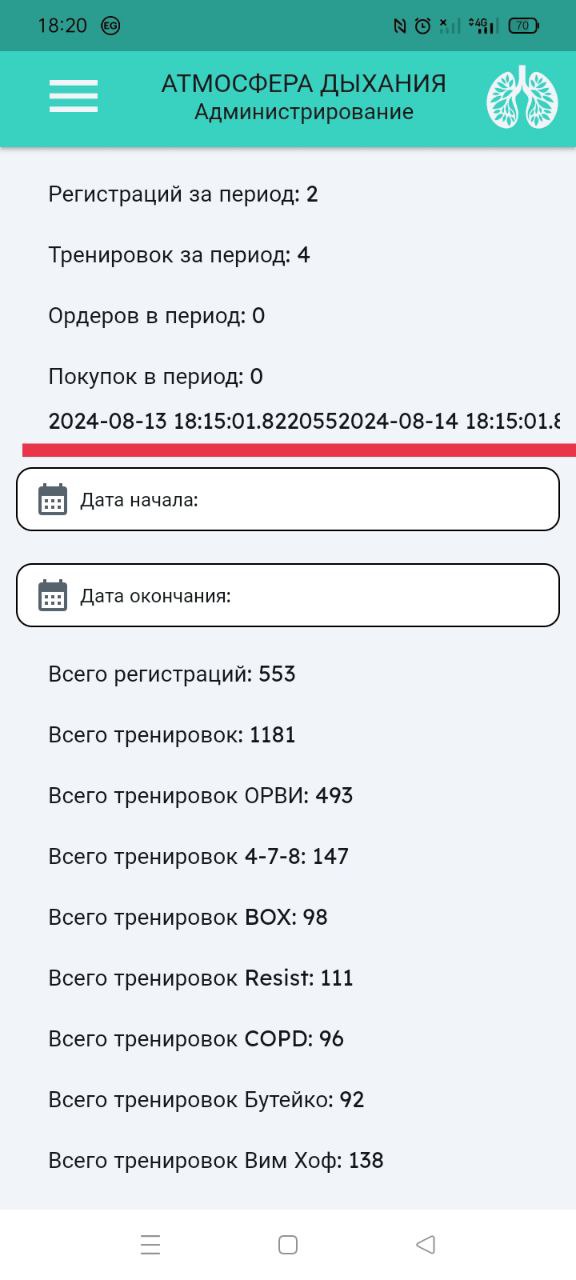 18:20 EG 4G 70
АТМОСФЕРА ДЫХАНИЯ
Администрирование
Регистраций за период: 2
Тренировок за период: 4
Ордеров в период: 0
Покупок в период: 0
2024-08-13 18:15:01.8220552024-08-14 18:15:01.8
Дата начала:
Дата окончания:
Всего регистраций: 553
Всего тренировок: 1181
Всего тренировок ОРВИ: 493
Всего тренировок 4-7-8: 147
Всего тренировок BOX: 98
Всего тренировок Resist: 111
Всего тренировок COPD: 96
Всего тренировок Бутейко: 92
Всего тренировок Вим Хоф: 138